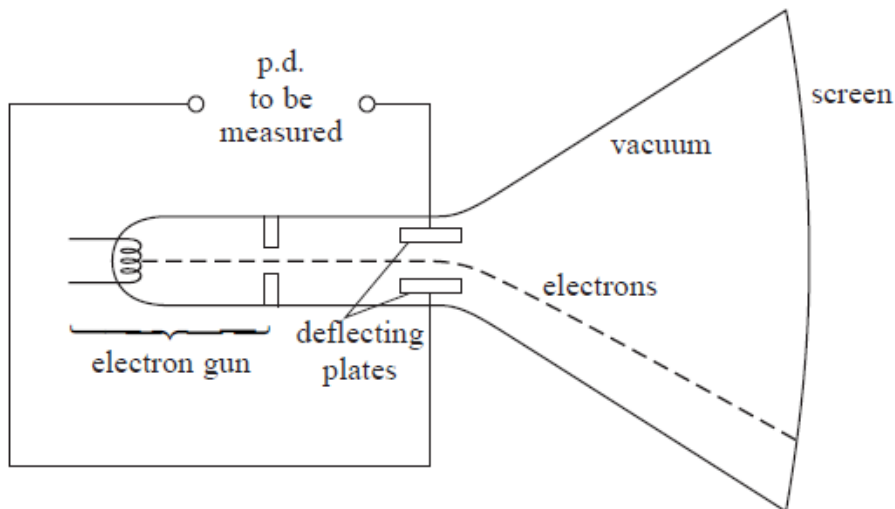 p.d.
to be
measured
screen
vacuum
electrons
deflecting
plates
electron gun